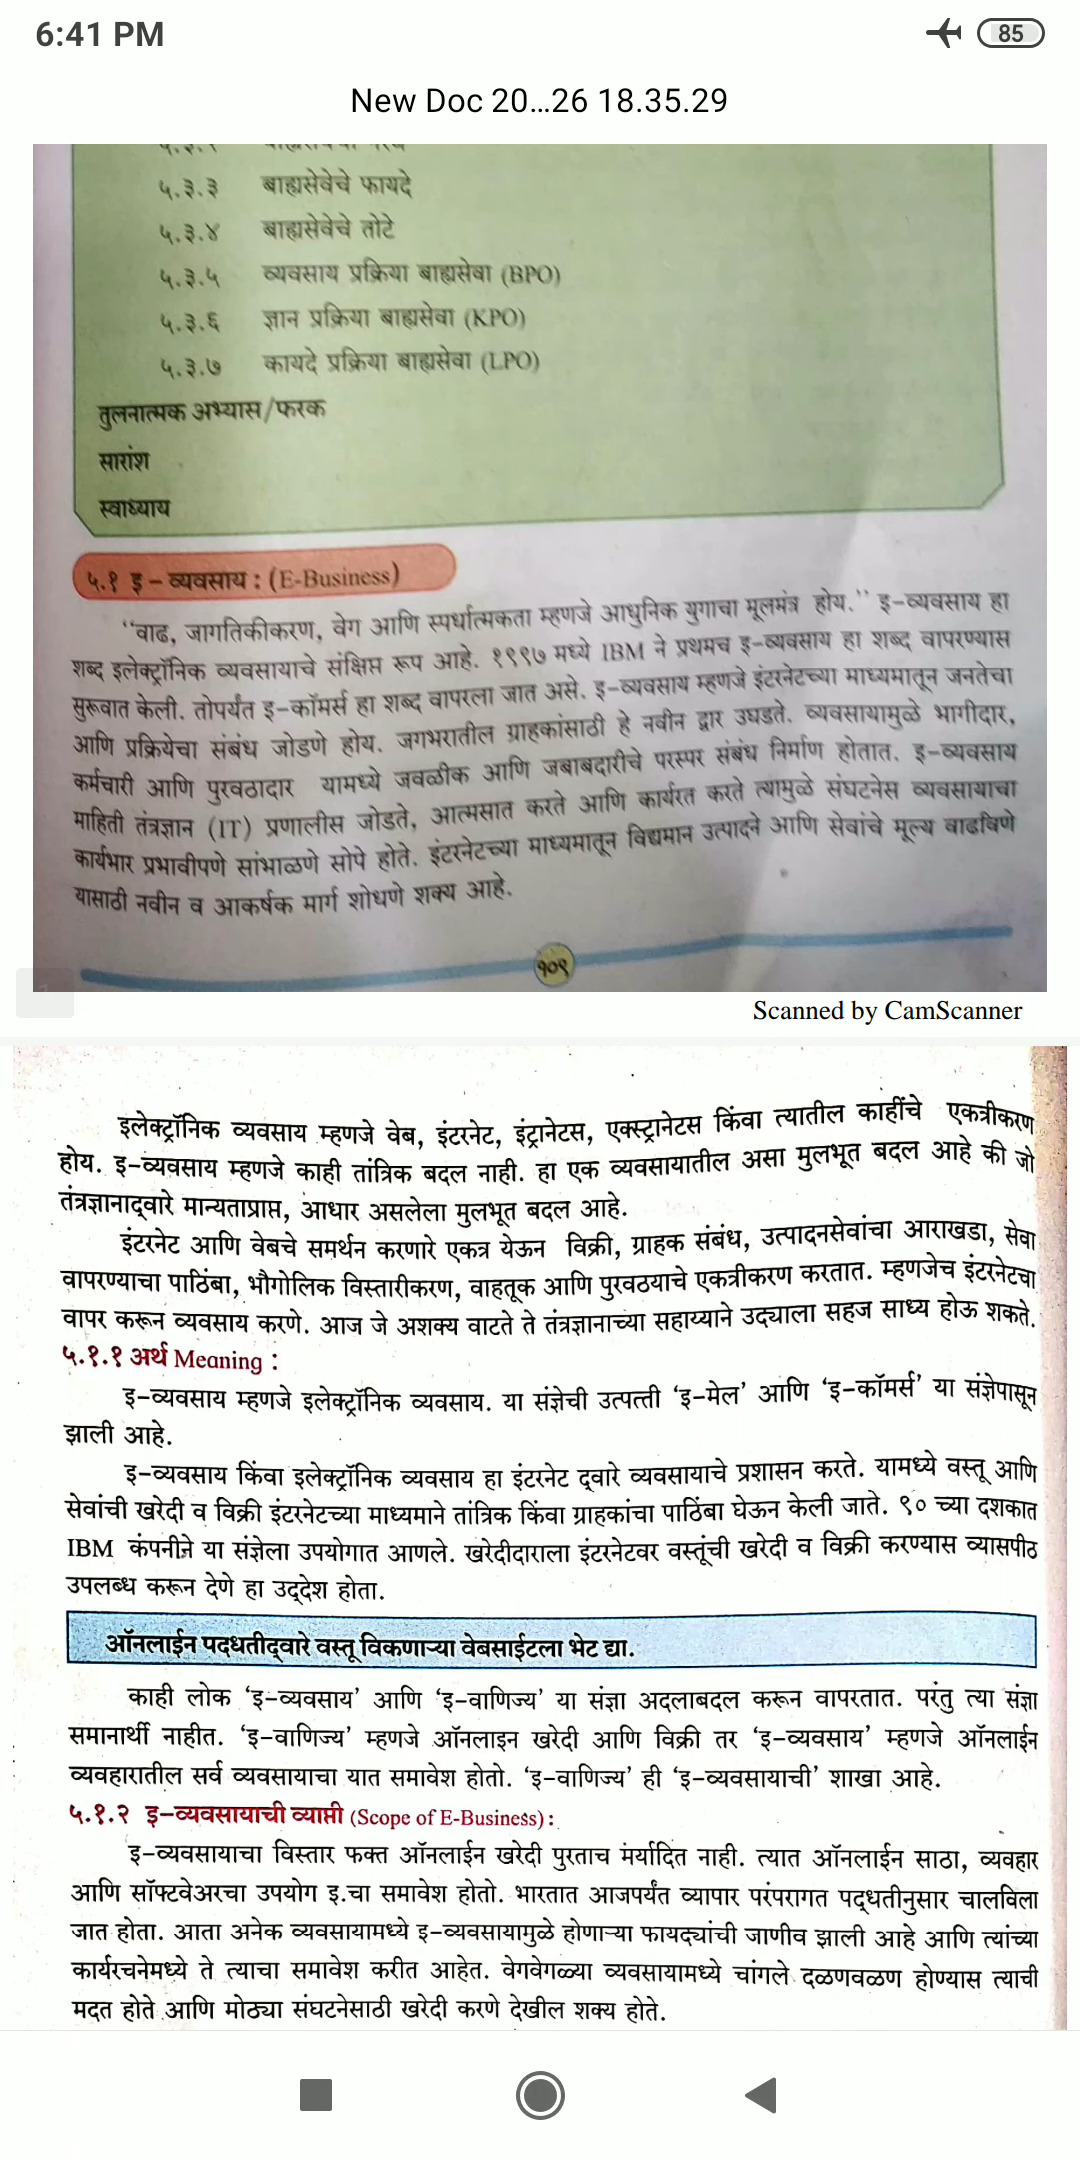 6:41 PM
85
New Doc 20...26 18.35.29
५.३.३ बाह्यसेवेचे फायदे
५.३.४ बाह्यसेवेचे तोटे
५.३.५ व्यवसाय प्रक्रिया बाह्यसेवा (BPO)
५.३.६ ज्ञान प्रक्रिया बाह्यसेवा (KPO)
५.३.७ कायदे प्रक्रिया बाह्यसेवा (LPO)
तुलनात्मक अभ्यास/फरक
सारांश
स्वाध्याय
५.१ इ – व्यवसाय : (E-Business)
“वाढ, जागतिकीकरण, वेग आणि स्पर्धात्मकता म्हणजे आधुनिक युगाचा मूलमंत्र होय.” इ-व्यवसाय हा
शब्द इलेक्ट्रॉनिक व्यवसायाचे संक्षिप्त रूप आहे. १९९७ मध्ये IBM ने प्रथमच इ-व्यवसाय हा शब्द वापरण्यास
सुरूवात केली. तोपर्यंत इ-कॉमर्स हा शब्द वापरला जात असे. इ-व्यवसाय म्हणजे इंटरनेटच्या माध्यमातून जनतेचा
आणि प्रक्रियेचा संबंध जोडणे होय. जगभरातील ग्राहकांसाठी हे नवीन द्वार उघडते. व्यवसायामुळे भागीदार,
कर्मचारी आणि पुरवठादार यामध्ये जवळीक आणि जबाबदारीचे परस्पर संबंध निर्माण होतात. इ-व्यवसाय
माहिती तंत्रज्ञान (IT) प्रणालीस जोडते, आत्मसात करते आणि कार्यरत करते त्यामुळे संघटनेस व्यवसायाचा
कार्यभार प्रभावीपणे सांभाळणे सोपे होते. इंटरनेटच्या माध्यमातून विद्यमान उत्पादने आणि सेवांचे मूल्य वाढविणे
यासाठी नवीन व आकर्षक मार्ग शोधणे शक्य आहे.
१०९
1
Scanned by CamScanner
इलेक्ट्रॉनिक व्यवसाय म्हणजे वेब, इंटरनेट, इंट्रानेटस, एक्स्ट्रानेटस किंवा त्यातील काहींचे एकत्रीकरण
होय. इ-व्यवसाय म्हणजे काही तांत्रिक बदल नाही. हा एक व्यवसायातील असा मुलभूत बदल आहे की जो
तंत्रज्ञानाद्वारे मान्यताप्राप्त, आधार असलेला मुलभूत बदल आहे.
इंटरनेट आणि वेबचे समर्थन करणारे एकत्र येऊन विक्री, ग्राहक संबंध, उत्पादनसेवांचा आराखडा, सेवा
वापरण्याचा पाठिंबा, भौगोलिक विस्तारीकरण, वाहतूक आणि पुरवठयाचे एकत्रीकरण करतात. म्हणजेच इंटरनेटचा
वापर करून व्यवसाय करणे. आज जे अशक्य वाटते ते तंत्रज्ञानाच्या सहाय्याने उद्याला सहज साध्य होऊ शकते.
५.१.१ अर्थ Meaning :
इ-व्यवसाय म्हणजे इलेक्ट्रॉनिक व्यवसाय. या संज्ञेची उत्पत्ती ‘इ-मेल’ आणि ‘इ-कॉमर्स’ या संज्ञेपासून
झाली आहे.
इ-व्यवसाय किंवा इलेक्ट्रॉनिक व्यवसाय हा इंटरनेट द्वारे व्यवसायाचे प्रशासन करते. यामध्ये वस्तू आणि
सेवांची खरेदी व विक्री इंटरनेटच्या माध्यमाने तांत्रिक किंवा ग्राहकांचा पाठिंबा घेऊन केली जाते. ९० च्या दशकात
IBM कंपनीने या संज्ञेला उपयोगात आणले. खरेदीदाराला इंटरनेटवर वस्तूंची खरेदी व विक्री करण्यास व्यासपीठ
उपलब्ध करून देणे हा उद्देश होता.
ऑनलाईन पदधतीद्वारे वस्तू विकणाऱ्या वेबसाईटला भेट द्या.
काही लोक ‘इ-व्यवसाय’ आणि ‘इ-वाणिज्य’ या संज्ञा अदलाबदल करून वापरतात. परंतु त्या संज्ञा
समानार्थी नाहीत. ‘इ-वाणिज्य’ म्हणजे ऑनलाइन खरेदी आणि विक्री तर ‘इ-व्यवसाय’ म्हणजे ऑनलाईन
व्यवहारातील सर्व व्यवसायाचा यात समावेश होतो. ‘इ-वाणिज्य’ ही ‘इ-व्यवसायाची’ शाखा आहे.
५.१.२ इ-व्यवसायाची व्याप्ती (Scope of E-Business) :
इ-व्यवसायाचा विस्तार फक्त ऑनलाईन खरेदी पुरताच मंर्यादित नाही. त्यात ऑनलाईन साठा, व्यवहार
आणि सॉफ्टवेअरचा उपयोग इ.चा समावेश होतो. भारतात आजपर्यंत व्यापार परंपरागत पद्धतीनुसार चालविला
जात होता. आता अनेक व्यवसायामध्ये इ-व्यवसायामुळे होणाऱ्या फायद्यांची जाणीव झाली आहे आणि त्यांच्या
कार्यरचनेमध्ये ते त्याचा समावेश करीत आहेत. वेगवेगळ्या व्यवसायामध्ये चांगले दळणवळण होण्यास त्याची
मदत होते आणि मोठ्या संघटनेसाठी खरेदी करणे देखील शक्य होते.